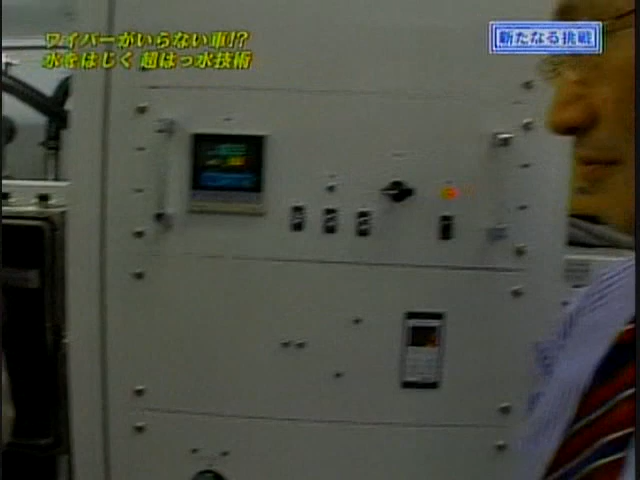 ワイパーがいらない車!?
水をはじく 超はっ水技術
新たなる挑戦